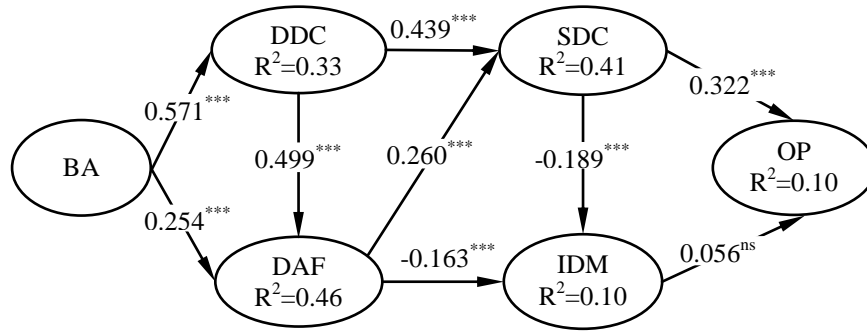 DDC
R²=0.33
0.439***
SDC
R²=0.41
0.571***
0.322***
BA
0.499***
0.260***
-0.189***
OP
R²=0.10
0.254***
DAF
R²=0.46
-0.163***
IDM
R²=0.10
0.056ⁿˢ